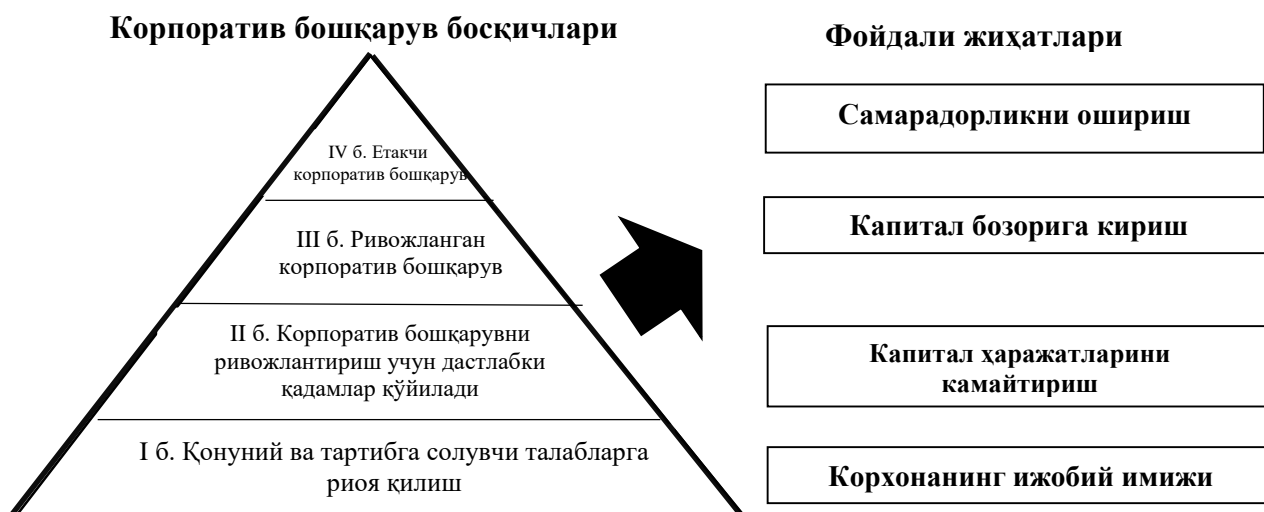 Корпоратив бошқарув босқичлари
IV б. Етакчи
корпоратив бошқарув
III б. Ривожланган
корпоратив бошқарув
II б. Корпоратив бошқарувни
ривожлантириш учун дастлабки
қадамлар қўйилади
I б. Қонуний ва тартибга солувчи талабларга
риоя қилиш
Фойдали жиҳатлари
Самарадорликни ошириш
Капитал бозорига кириш
Капитал ҳаражатларини
камайтириш
Корхонанинг ижобий имижи